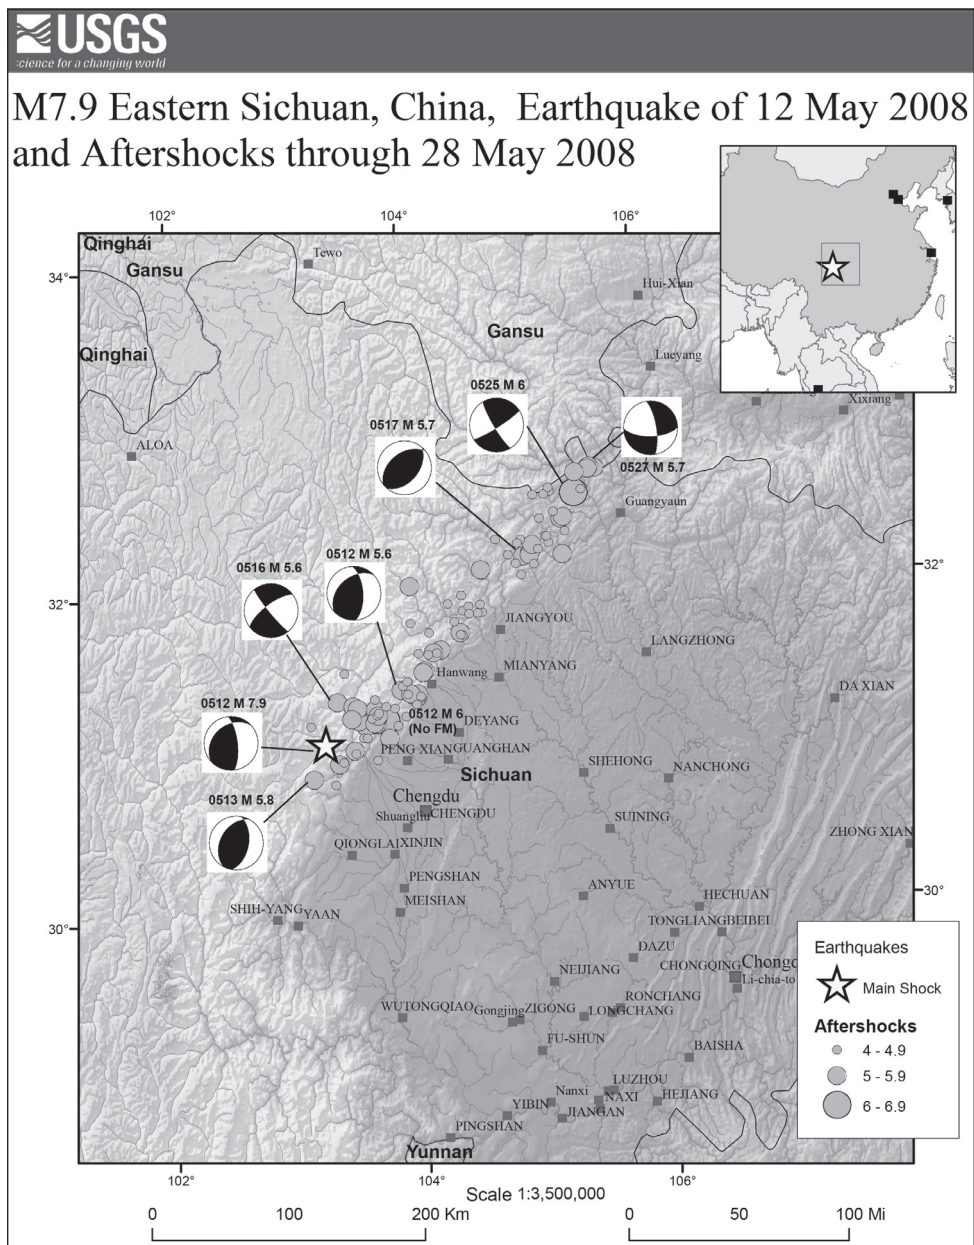 USGS
science for a changing world
M7.9 Eastern Sichuan, China, Earthquake of 12 May 2008
and Aftershocks through 28 May 2008
102° 104° 106°
Qinghai
Gansu
Tewo
34°
Hui-Xian
Gansu
Qinghai
Lueyang
0525 M 6
Xixiang
0517 M 5.7
ALOA
0527 M 5.7
Guangyaun
0512 M 5.6
32°
0516 M 5.6
32°
JIANGYOU
LANGZHONG
Hanwang
MIANYANG
DA XIAN
0512 M 7.9
0512 M 6
(No FM)
DEYANG
PENG XIAN GUANGHAN
SHEHONG
NANCHONG
Sichuan
0513 M 5.8
Chengdu
Shuangliu CHENGDU
SUINING
ZHONG XIAN
QIONGLAI XINJIN
PENGSHAN
ANYUE
30°
HECHUAN
MEISHAN
SHIH-YANG YAAN
TONGLIANG BEIBEI
30°
DAZU
CHONGQING Chongq
NEIJIANG
Li-chia-to
RONCHANG
WUTONGQIAO Gongjing ZIGONG LONGCHANG
FU-SHUN
BAISHA
LUZHOU
Nanxi
NAXI HEJIANG
YIBIN
JIANGAN
PINGSHAN
Yunnan
Earthquakes
Main Shock
Aftershocks
4 - 4.9
5 - 5.9
6 - 6.9
102° 104° 106°
Scale 1:3,500,000
0 100 200 Km
0 50 100 Mi